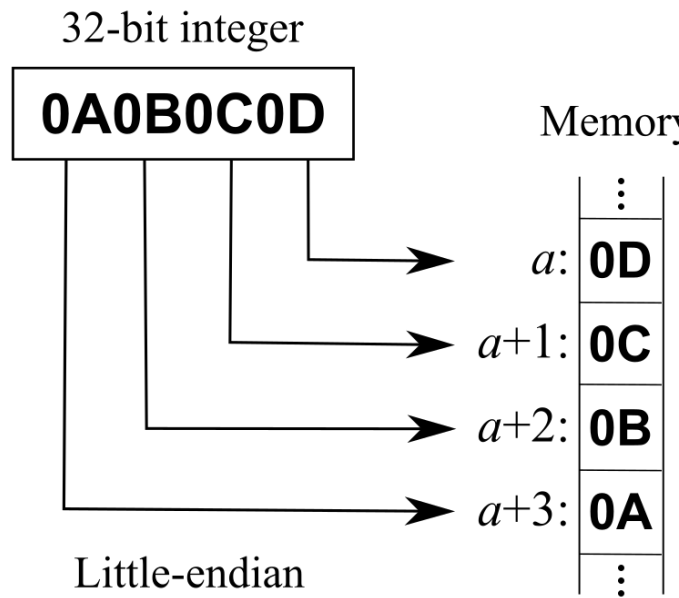 32-bit integer
0A0B0C0D
Memory
⋮
a: 0D
a+1: 0C
a+2: 0B
a+3: 0A
⋮
Little-endian